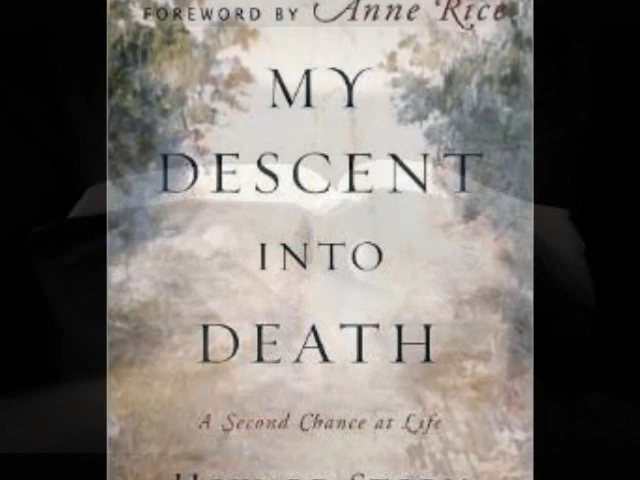 FOREWORD BY Anne Rice
MY
DESCENT
INTO
DEATH
A Second Chance at Life